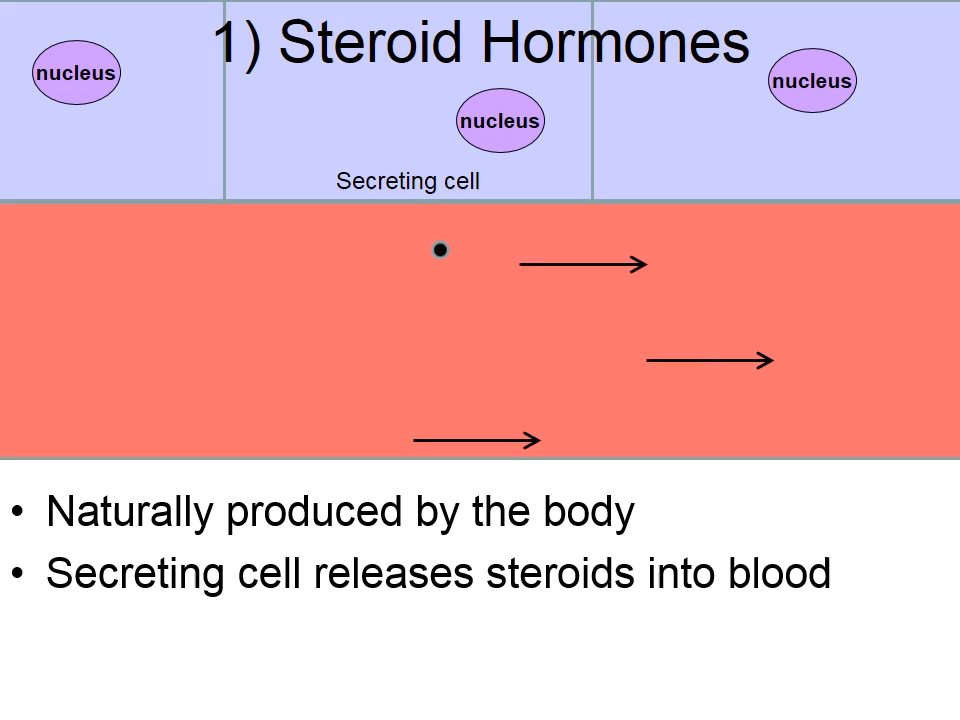 1) Steroid Hormones
nucleus
nucleus
nucleus
Secreting cell
• Naturally produced by the body
• Secreting cell releases steroids into blood